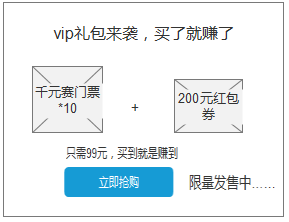 vip礼包来袭，买了就赚了
千元赛门票
*10
+
200元红包
券
只需99元，买到就是赚到
立即抢购
限量发售中……